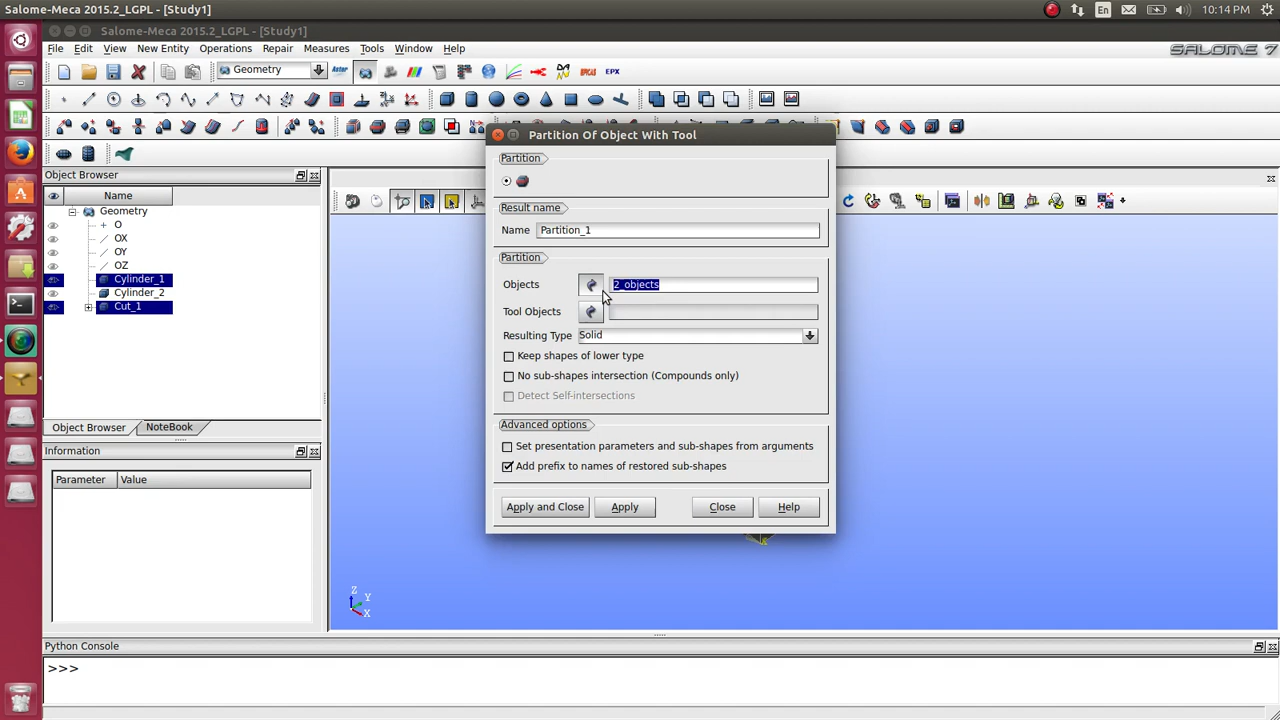 Salome-Meca 2015.2_LGPL - [Study1]
En
10:14 PM
Salome-Meca 2015.2_LGPL - [Study1]
File Edit View New Entity Operations Repair Measures Tools Window Help
SALOME 7
Geometry
Aster
EFICAS
EPX
Object Browser
Name
Geometry
O
OX
OY
OZ
Cylinder_1
Cylinder_2
Cut_1
Object Browser
NoteBook
Information
Parameter
Value
Partition Of Object With Tool
Partition
Result name
Name Partition_1
Partition
Objects 2_objects
Tool Objects
Resulting Type Solid
Keep shapes of lower type
No sub-shapes intersection (Compounds only)
Detect Self-intersections
Advanced options
Set presentation parameters and sub-shapes from arguments
Add prefix to names of restored sub-shapes
Apply and Close Apply Close Help
Z
Y
X
Python Console
>>>